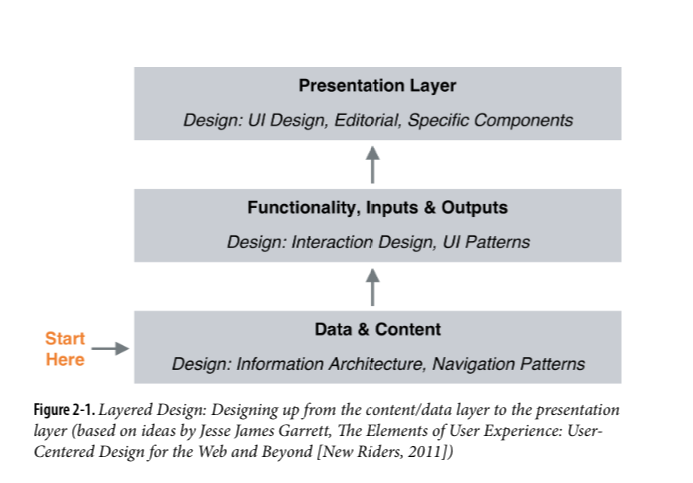 Presentation Layer
Design: UI Design, Editorial, Specific Components
Functionality, Inputs & Outputs
Design: Interaction Design, UI Patterns
Start
Here
Data & Content
Design: Information Architecture, Navigation Patterns
Figure 2-1. Layered Design: Designing up from the content/data layer to the presentation
layer (based on ideas by Jesse James Garrett, The Elements of User Experience: User-
Centered Design for the Web and Beyond [New Riders, 2011])